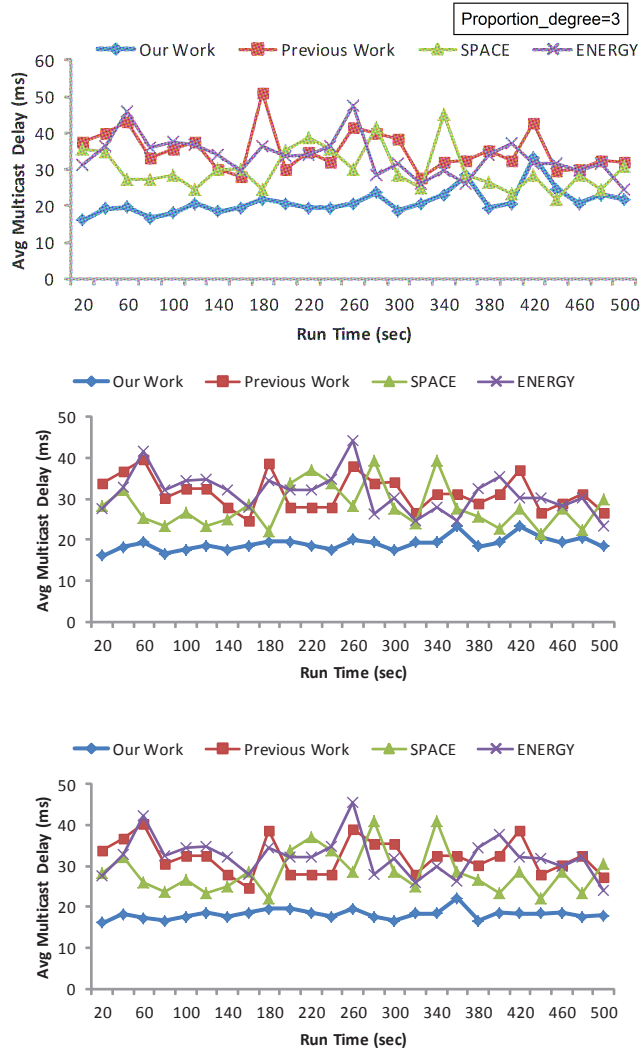 Proportion_degree=3
Our Work Previous Work SPACE ENERGY
Avg Multicast Delay (ms)
60
50
40
30
20
10
0
20 60 100 140 180 220 260 300 340 380 420 460 500
Run Time (sec)
Our Work Previous Work SPACE ENERGY
Avg Multicast Delay (ms)
50
40
30
20
10
0
20 60 100 140 180 220 260 300 340 380 420 460 500
Run Time (sec)
Our Work Previous Work SPACE ENERGY
Avg Multicast Delay (ms)
50
40
30
20
10
0
20 60 100 140 180 220 260 300 340 380 420 460 500
Run Time (sec)